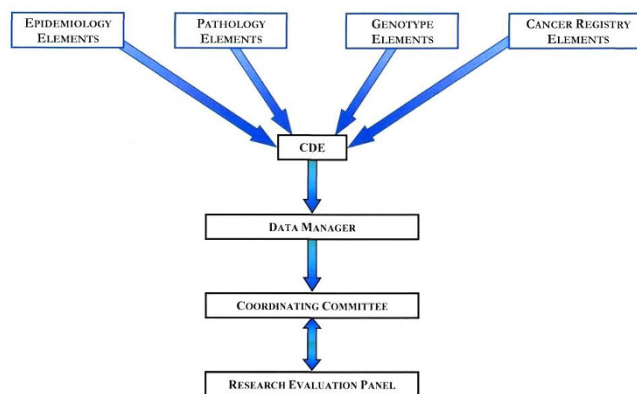 EPIDEMIOLOGY
ELEMENTS
PATHOLOGY
ELEMENTS
GENOTYPE
ELEMENTS
CANCER REGISTRY
ELEMENTS
CDE
DATA MANAGER
COORDINATING COMMITTEE
RESEARCH EVALUATION PANEL